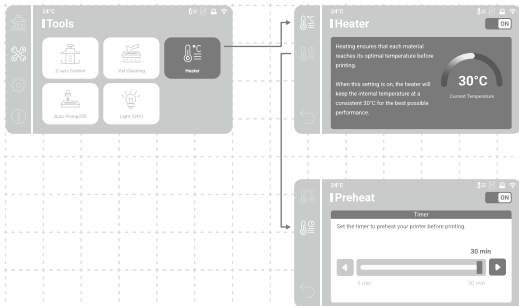 24°C
Tools
Z-axis Control
Vat Cleaning
°C
Heater
Auto-Pump Fill
Light (OFF)
24°C
Heater
ON
Heating ensures that each material
reaches its optimal temperature before
printing.
When this setting is on, the heater will
keep the internal temperature at a
consistent 30°C for the best possible
performance.
30°C
Current Temperature
24°C
Preheat
ON
Timer
Set the timer to preheat your printer before printing.
30 min
5 min
30 min